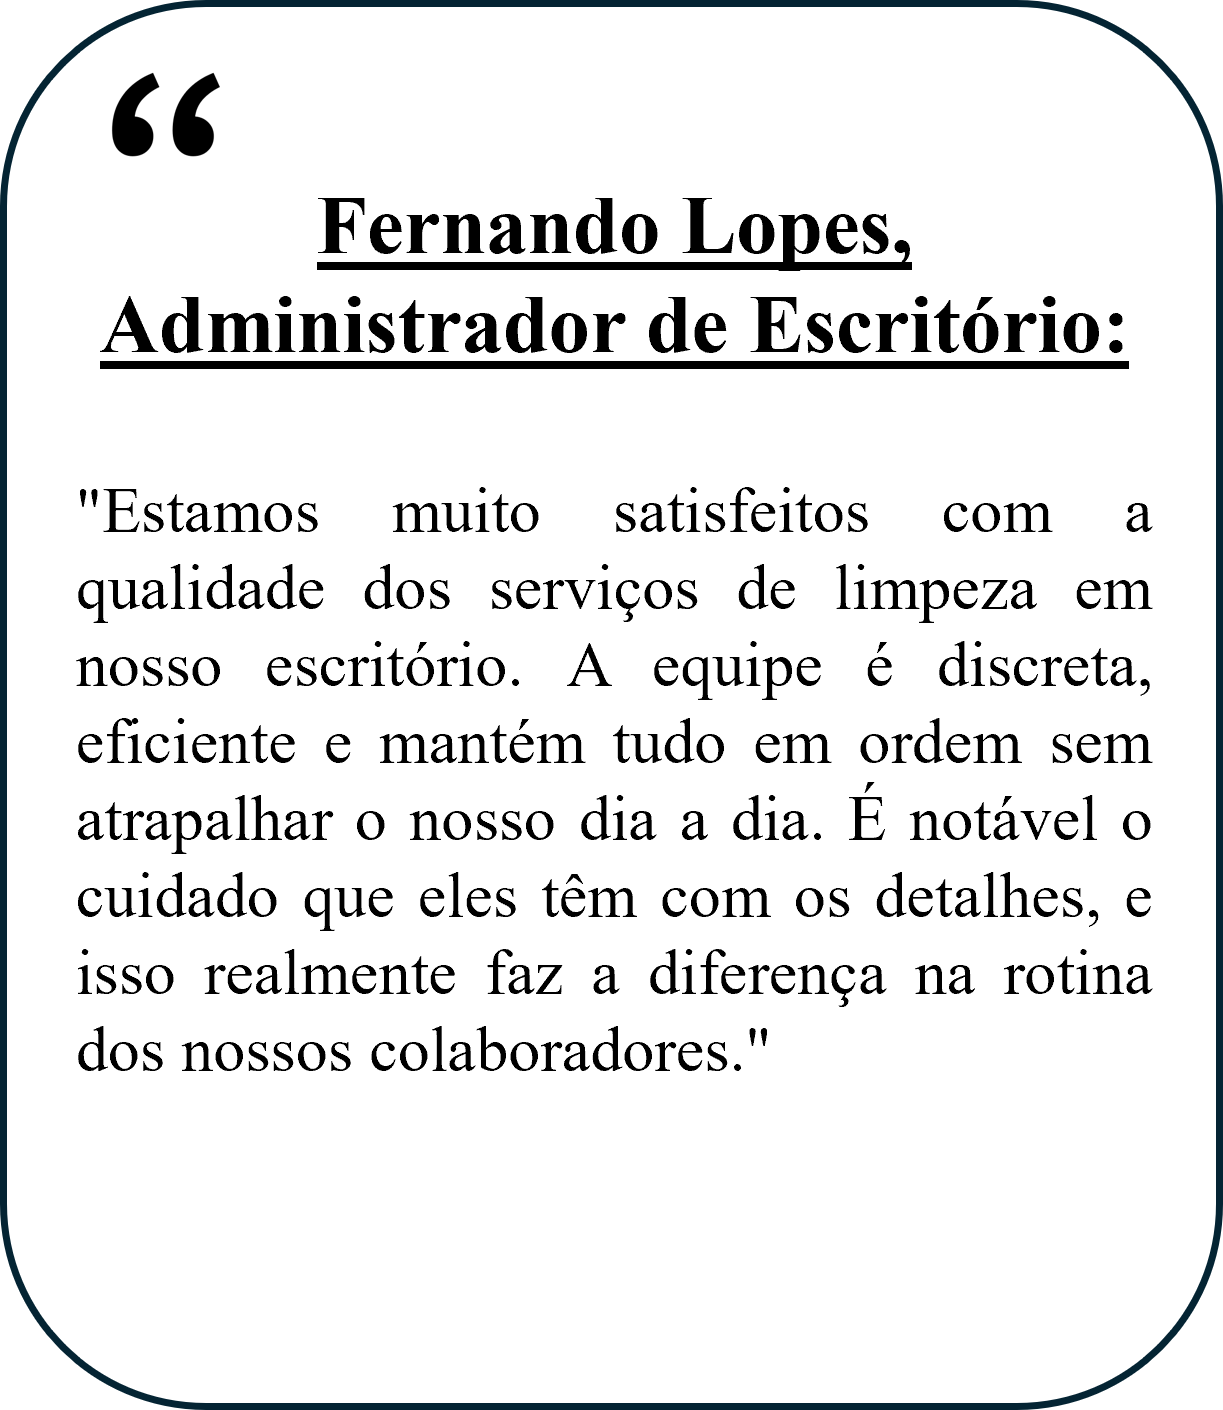 “
Fernando Lopes,
Administrador de Escritório:
"Estamos muito satisfeitos com a
qualidade dos serviços de limpeza em
nosso escritório. A equipe é discreta,
eficiente e mantém tudo em ordem sem
atrapalhar o nosso dia a dia. É notável o
cuidado que eles têm com os detalhes, e
isso realmente faz a diferença na rotina
dos nossos colaboradores."